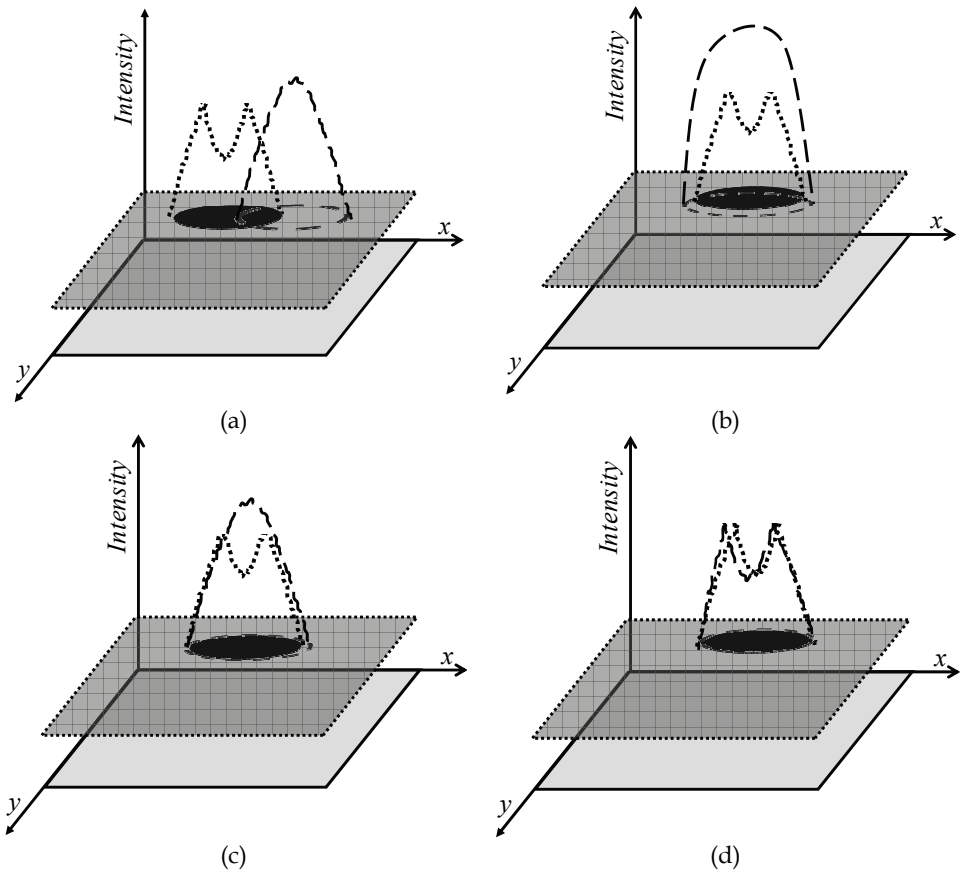 Intensity
x
y
(a)
Intensity
x
y
(b)
Intensity
x
y
(c)
Intensity
x
y
(d)